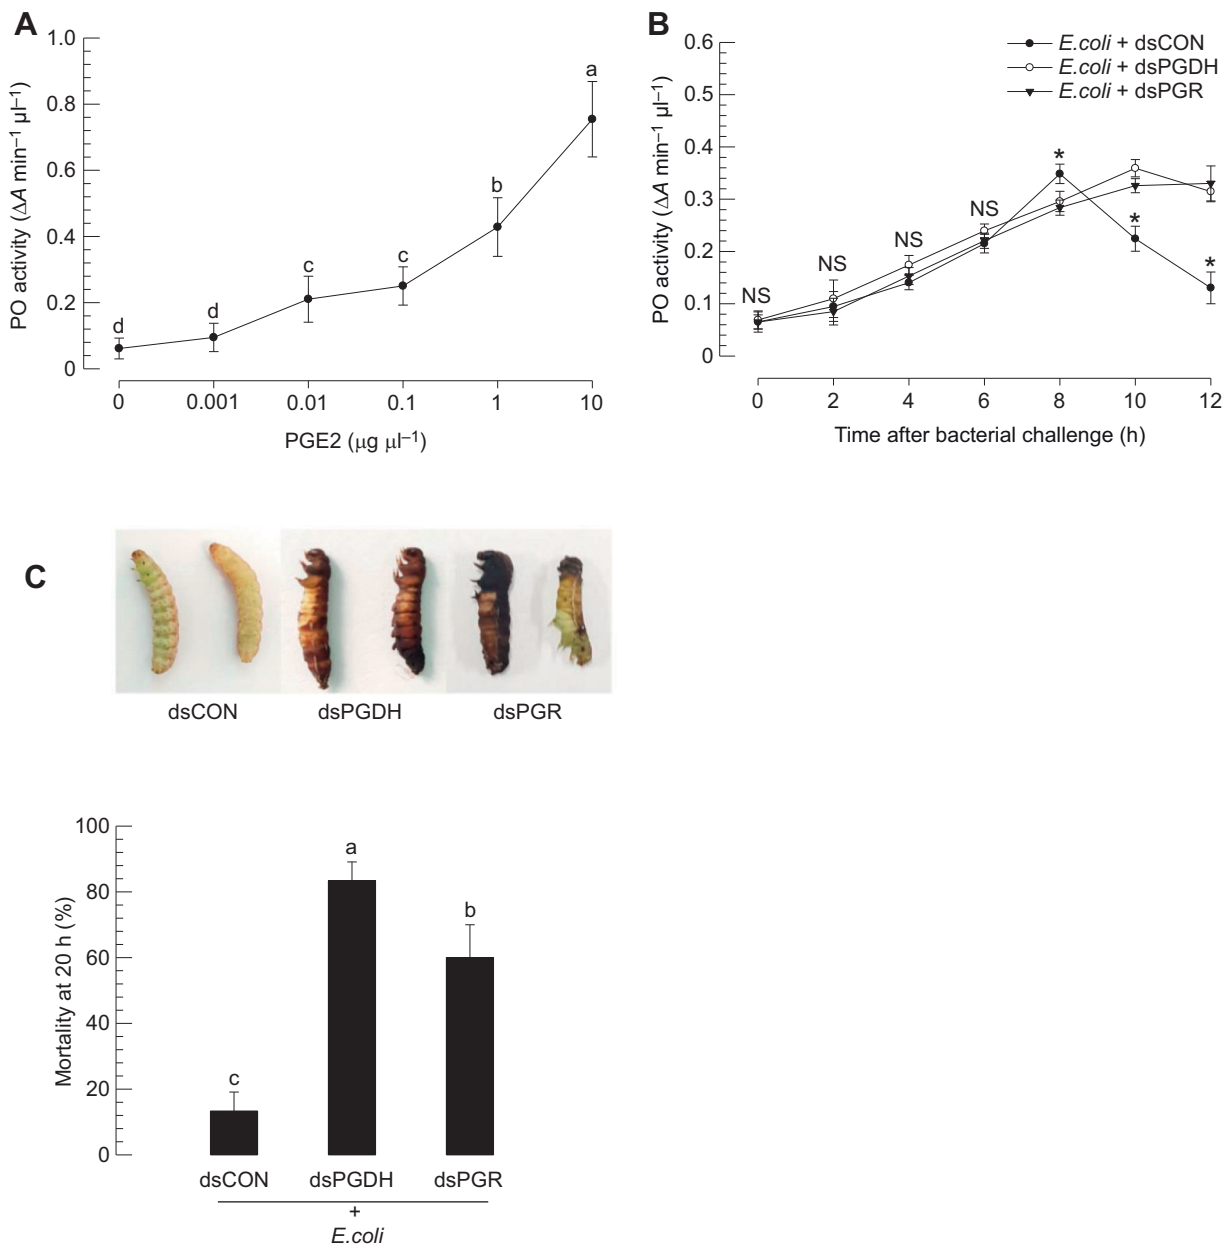 A
1.0
0.8
0.6
0.4
0.2
0
PO activity (ΔA min⁻¹ µl⁻¹)
d
d
c
c
b
a
0 0.001 0.01 0.1 1 10
PGE2 (µg µl⁻¹)
B
0.6
0.5
0.4
0.3
0.2
0.1
0
PO activity (ΔA min⁻¹ µl⁻¹)
E.coli + dsCON
E.coli + dsPGDH
E.coli + dsPGR
NS
NS
NS
NS
*
*
*
0 2 4 6 8 10 12
Time after bacterial challenge (h)
C
dsCON dsPGDH dsPGR
100
80
60
40
20
0
Mortality at 20 h (%)
c
a
b
dsCON dsPGDH dsPGR
+
E.coli